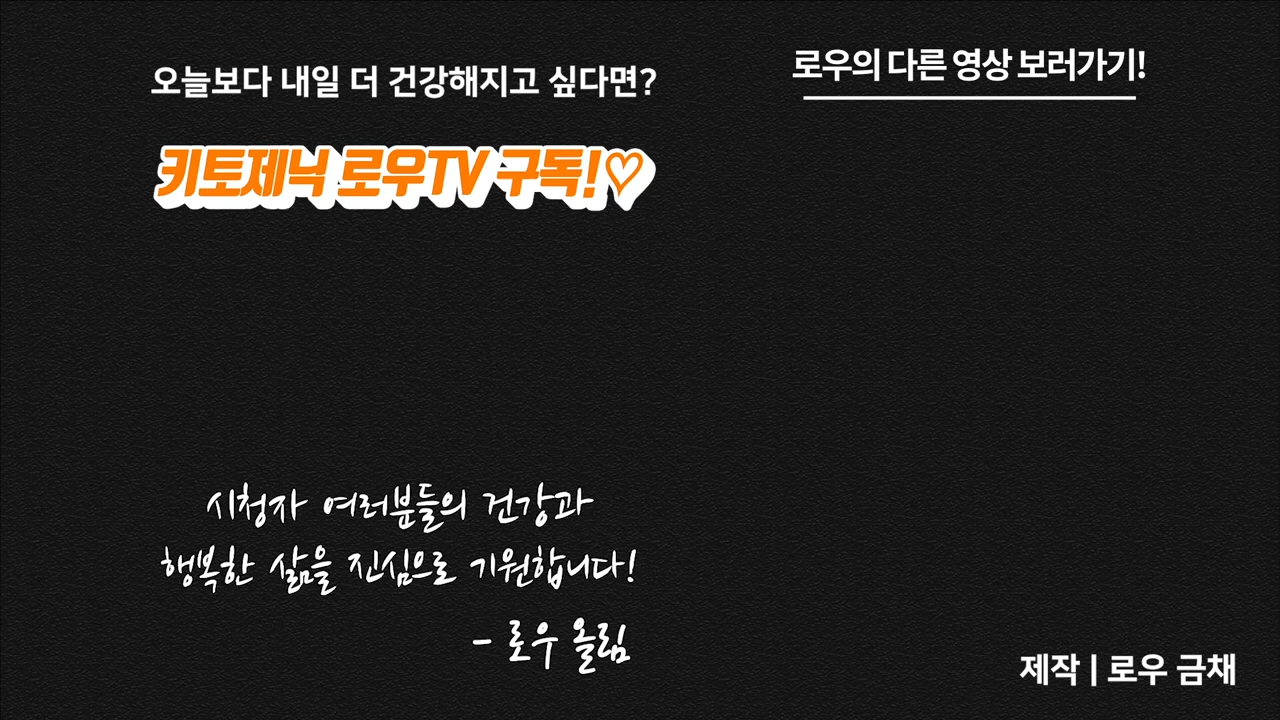 오늘보다 내일 더 건강해지고 싶다면?
키토제닉 로우TV 구독!♡
로우의 다른 영상 보러가기!
시청자 여러분들의 건강과
행복한 삶을 진심으로 기원합니다!
- 로우 올림
제작 | 로우 금채